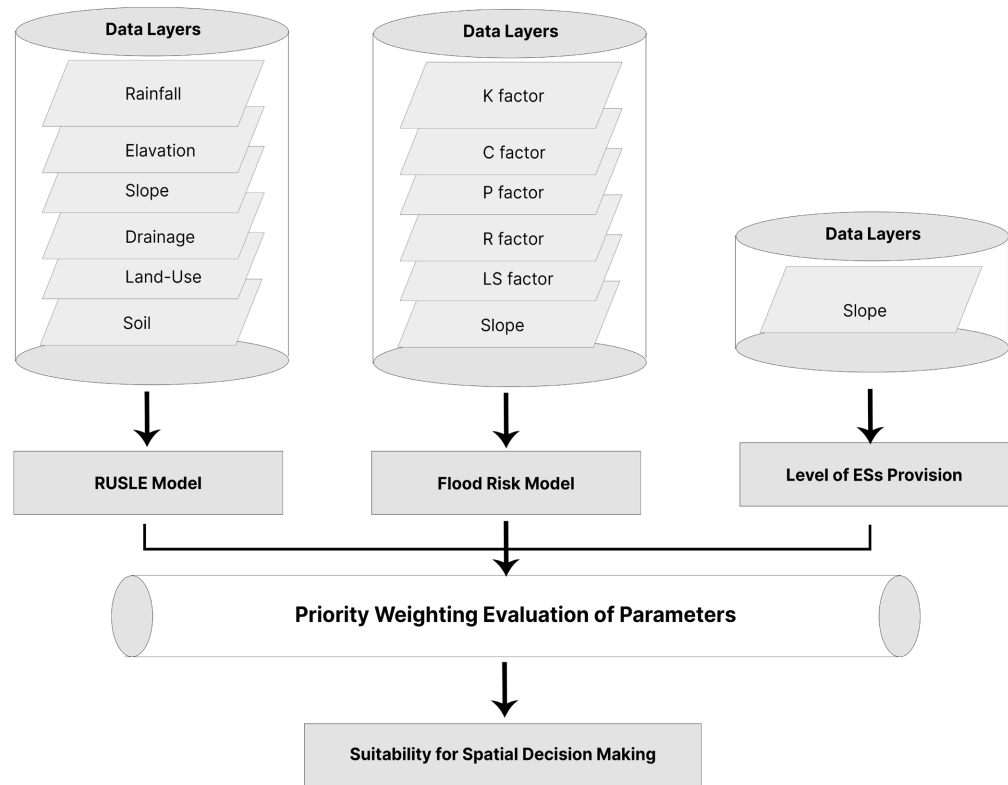 Data Layers
Rainfall
Elavation
Slope
Drainage
Land-Use
Soil
RUSLE Model
Data Layers
K factor
C factor
P factor
R factor
LS factor
Slope
Flood Risk Model
Data Layers
Slope
Level of ESs Provision
Priority Weighting Evaluation of Parameters
Suitability for Spatial Decision Making